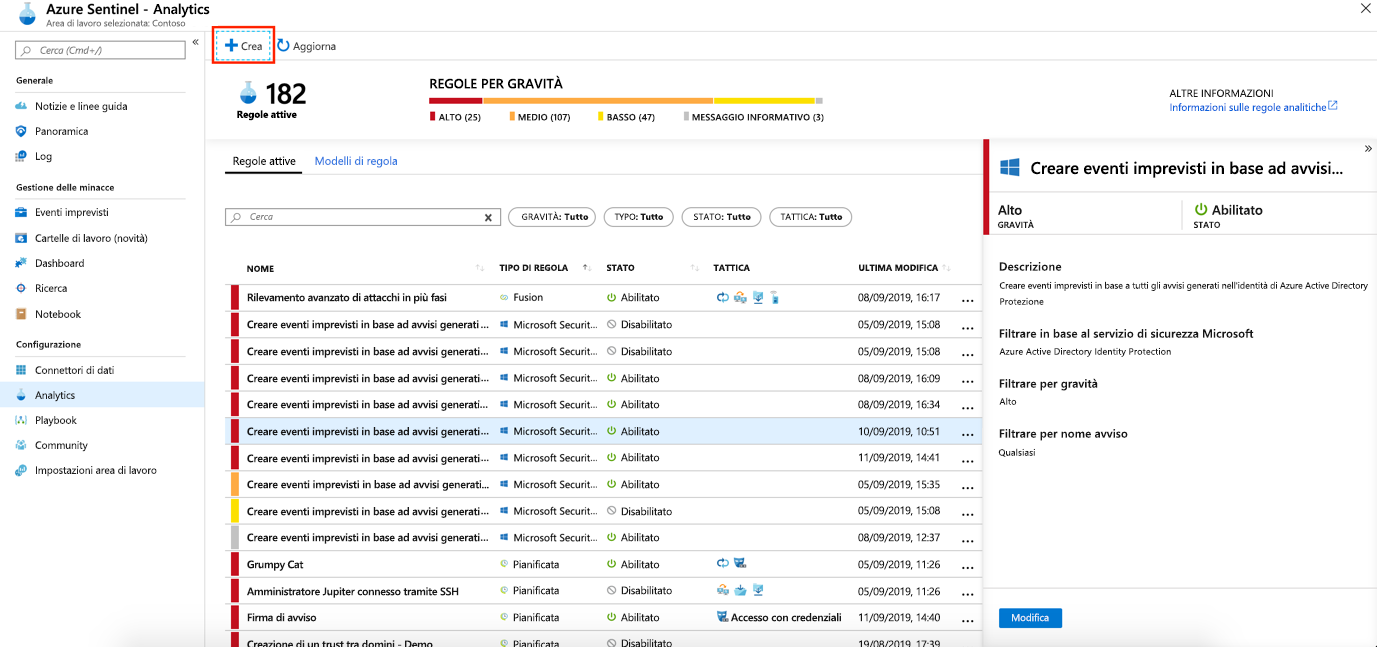 Azure Sentinel - Analytics
Area di lavoro selezionata: Contoso
Cerca (Cmd+/)
«
Generale
Notizie e linee guida
Panoramica
Log
Gestione delle minacce
Eventi imprevisti
Cartelle di lavoro (novità)
Dashboard
Ricerca
Notebook
Configurazione
Connettori di dati
Analytics
Playbook
Community
Impostazioni area di lavoro
+ Crea
Aggiorna
182
Regole attive
REGOLE PER GRAVITÀ
ALTO (25) MEDIO (107) BASSO (47) MESSAGGIO INFORMATIVO (3)
ALTRE INFORMAZIONI
Informazioni sulle regole analitiche
Regole attive Modelli di regola
Cerca
GRAVITÀ: Tutto TYPO: Tutto STATO: Tutto TATTICA: Tutto
NOME TIPO DI REGOLA STATO TATTICA ULTIMA MODIFICA
Rilevamento avanzato di attacchi in più fasi Fusion Abilitato 08/09/2019, 16:17 ...
Creare eventi imprevisti in base ad avvisi generati ... Microsoft Securit... Disabilitato 05/09/2019, 15:08 ...
Creare eventi imprevisti in base ad avvisi generati... Microsoft Securit... Disabilitato 05/09/2019, 15:08 ...
Creare eventi imprevisti in base ad avvisi generati... Microsoft Securit... Abilitato 08/09/2019, 16:09 ...
Creare eventi imprevisti in base ad avvisi generati... Microsoft Securit... Abilitato 08/09/2019, 16:34 ...
Creare eventi imprevisti in base ad avvisi generati... Microsoft Securit... Abilitato 10/09/2019, 10:51 ...
Creare eventi imprevisti in base ad avvisi generati... Microsoft Securit... Abilitato 11/09/2019, 14:41 ...
Creare eventi imprevisti in base ad avvisi generati... Microsoft Securit... Abilitato 05/09/2019, 15:35 ...
Creare eventi imprevisti in base ad avvisi generati... Microsoft Securit... Disabilitato 05/09/2019, 15:08 ...
Creare eventi imprevisti in base ad avvisi generati... Microsoft Securit... Abilitato 08/09/2019, 12:37 ...
Grumpy Cat Pianificata Abilitato 05/09/2019, 11:26 ...
Amministratore Jupiter connesso tramite SSH Pianificata Disabilitato 05/09/2019, 11:26 ...
Firma di avviso Pianificata Abilitato Accesso con credenziali 11/09/2019, 14:40 ...
Creazione di un trust tra domini - Demo Pianificata Disabilitato 19/08/2019, 17:39
»
Creare eventi imprevisti in base ad avvisi...
Alto
GRAVITÀ
Abilitato
STATO
Descrizione
Creare eventi imprevisti in base a tutti gli avvisi generati nell'identità di Azure Active Directory
Protezione
Filtrare in base al servizio di sicurezza Microsoft
Azure Active Directory Identity Protection
Filtrare per gravità
Alto
Filtrare per nome avviso
Qualsiasi
Modifica